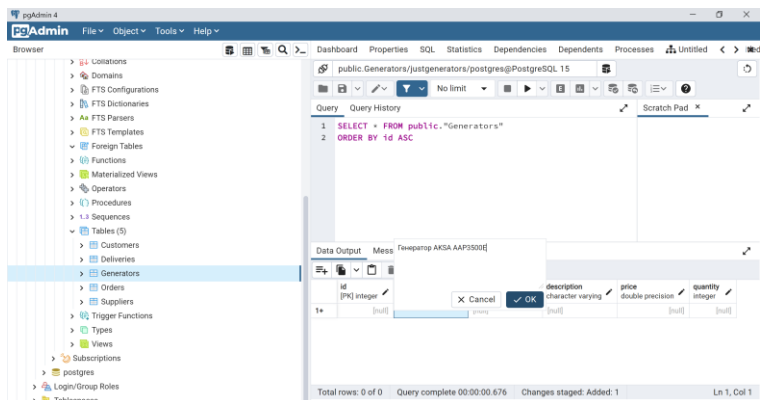 pgAdmin 4
pgAdmin File Object Tools Help
Browser
Dashboard Properties SQL Statistics Dependencies Dependents Processes Untitled
Collations
Domains
FTS Configurations
FTS Dictionaries
Aa FTS Parsers
FTS Templates
Foreign Tables
Functions
Materialized Views
Operators
Procedures
1..3 Sequences
Tables (5)
Customers
Deliveries
Generators
Orders
Suppliers
Trigger Functions
Types
Views
Subscriptions
postgres
Login/Group Roles
Tablespaces
public.Generators/justgenerators/postgres@PostgreSQL 15
No limit
Query Query History
Scratch Pad
1 SELECT * FROM public."Generators"
2 ORDER BY id ASC
Data Output Mess
Генератор AKSA AAP3500E
Cancel OK
id
[PK] integer
description
character varying
price
double precision
quantity
integer
1+ [null] [null] [null] [null]
Total rows: 0 of 0 Query complete 00:00:00.676 Changes staged: Added: 1 Ln 1, Col 1